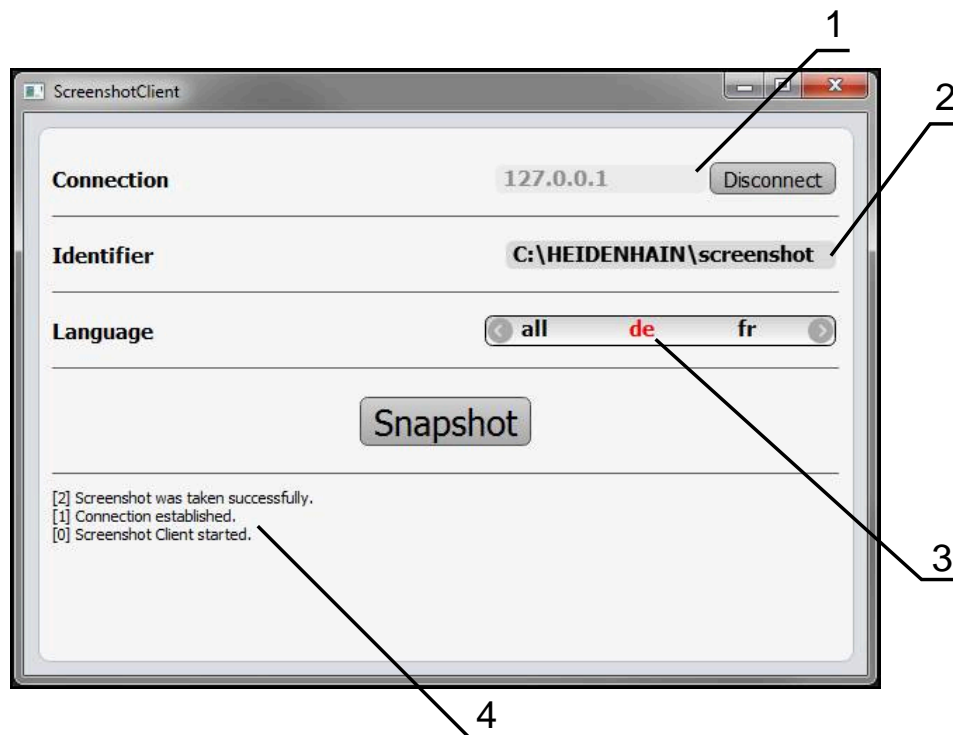 1
ScreenshotClient
2
Connection 127.0.0.1 Disconnect
Identifier C:\HEIDENHAIN\screenshot
Language all de fr
Snapshot
[2] Screenshot was taken successfully.
[1] Connection established.
[0] Screenshot Client started.
3
4